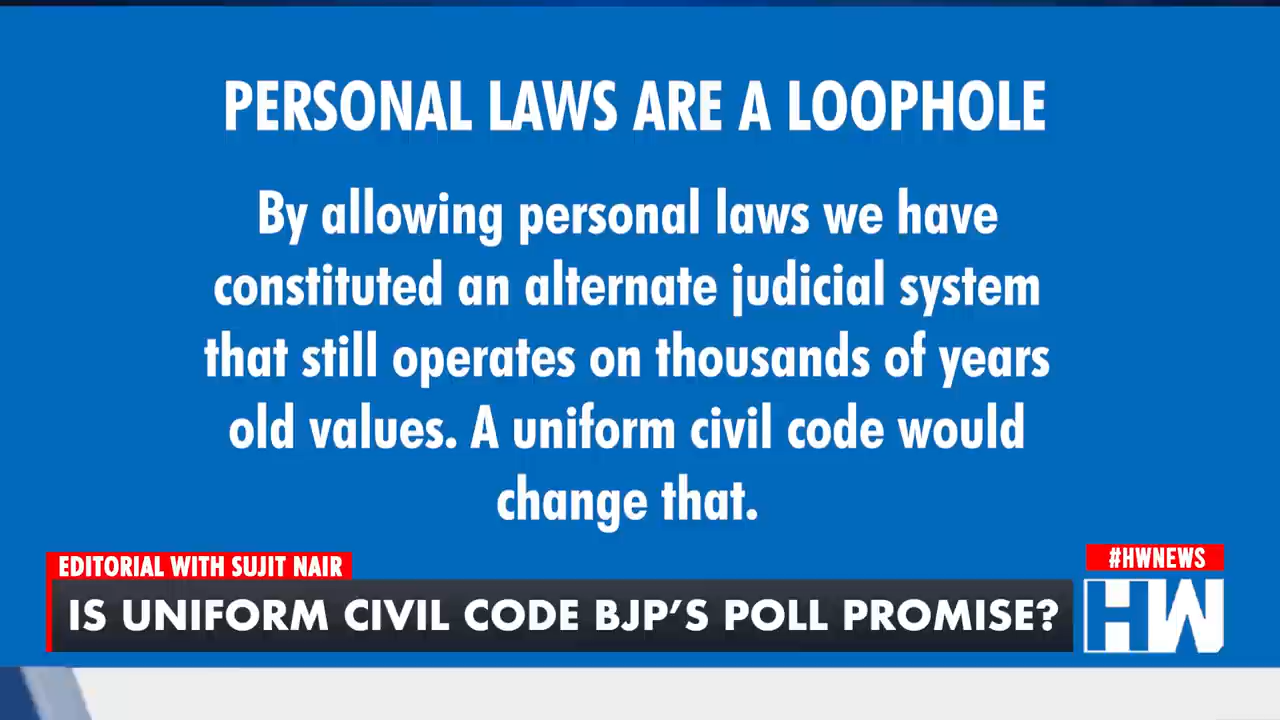 PERSONAL LAWS ARE A LOOPHOLE
By allowing personal laws we have
constituted an alternate judicial system
that still operates on thousands of years
old values. A uniform civil code would
change that.
EDITORIAL WITH SUJIT NAIR
IS UNIFORM CIVIL CODE BJP’S POLL PROMISE?
#HWNEWS
HW